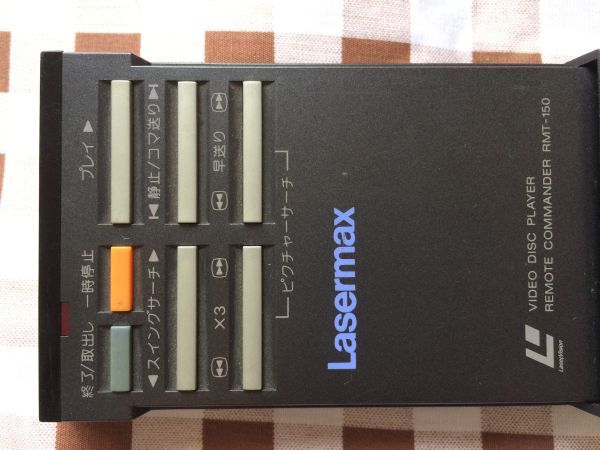 終了/取出し 一時停止 プレイ ▶
◀スイングサーチ▶ |◀静止/コマ送り▶|
◀◀ ×3 ▶▶ ◀◀ 早送り ▶▶
ピクチャーサーチ
Lasermax
VIDEO DISC PLAYER
REMOTE COMMANDER RMT-150
LaserVision